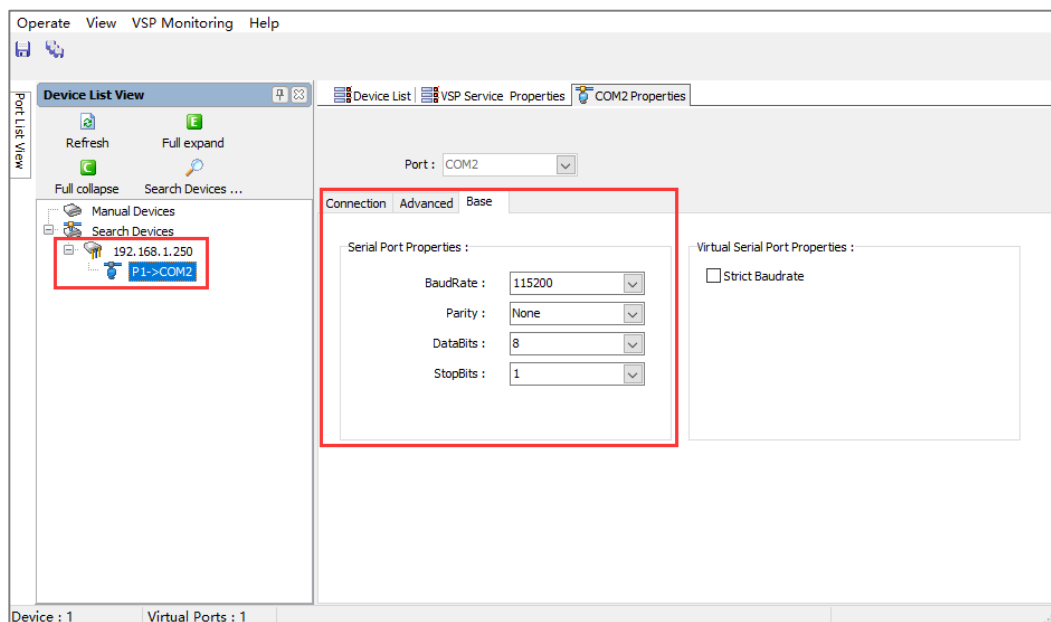 Operate View VSP Monitoring Help
Port List View
Device List View
Refresh Full expand
Full collapse Search Devices ...
Manual Devices
Search Devices
192.168.1.250
P1->COM2
Device List VSP Service Properties COM2 Properties
Port : COM2
Connection Advanced Base
Serial Port Properties :
BaudRate : 115200
Parity : None
DataBits : 8
StopBits : 1
Virtual Serial Port Properties :
Strict Baudrate
Device : 1 Virtual Ports : 1